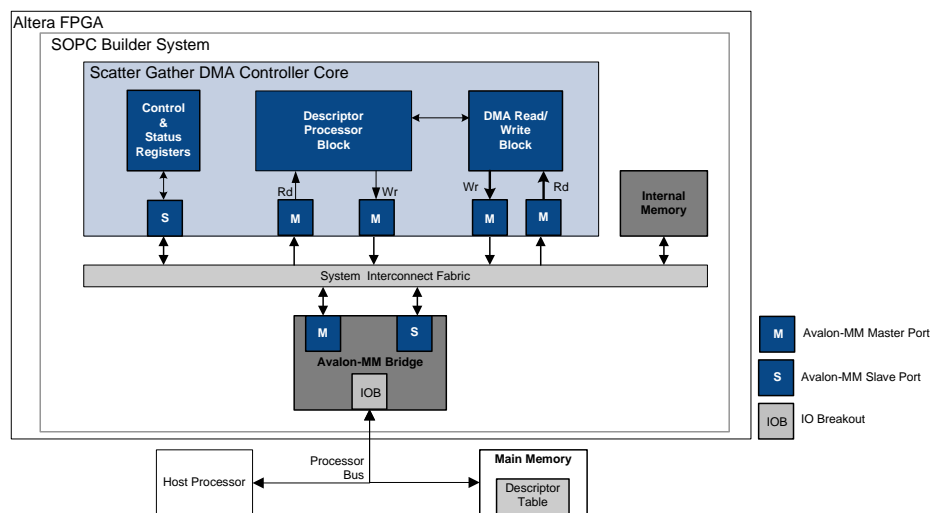 Altera FPGA
SOPC Builder System
Scatter Gather DMA Controller Core
Control
&
Status
Registers
Descriptor
Processor
Block
DMA Read/
Write
Block
Rd
Wr
Wr
Rd
S
M
M
M
M
Internal
Memory
System Interconnect Fabric
M
S
Avalon-MM Bridge
IOB
M
Avalon-MM Master Port
S
Avalon-MM Slave Port
IOB
IO Breakout
Host Processor
Processor
Bus
Main Memory
Descriptor
Table